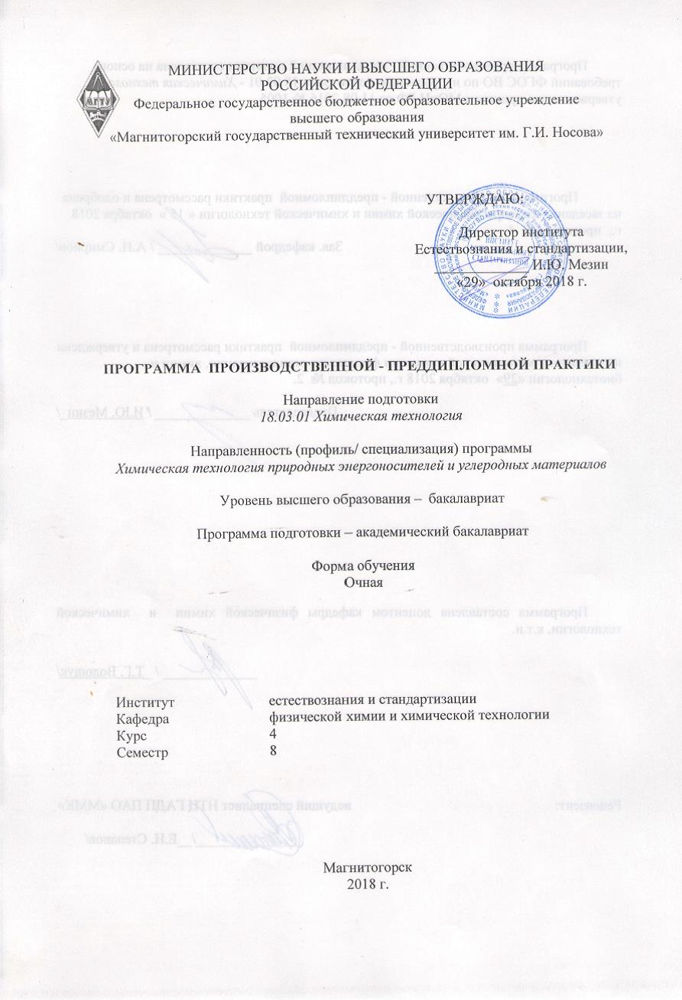 МИНИСТЕРСТВО НАУКИ И ВЫСШЕГО ОБРАЗОВАНИЯ
РОССИЙСКОЙ ФЕДЕРАЦИИ
Федеральное государственное бюджетное образовательное учреждение
высшего образования
«Магнитогорский государственный технический университет им. Г.И. Носова»
МГТУ
УТВЕРЖДАЮ:
Директор института
Естествознания и стандартизации,
_____________ И.Ю. Мезин
«29» октября 2018 г.
ПРОГРАММА ПРОИЗВОДСТВЕННОЙ - ПРЕДДИПЛОМНОЙ ПРАКТИКИ
Направление подготовки
18.03.01 Химическая технология
Направленность (профиль/ специализация) программы
Химическая технология природных энергоносителей и углеродных материалов
Уровень высшего образования – бакалавриат
Программа подготовки – академический бакалавриат
Форма обучения
Очная
Институт естествознания и стандартизации
Кафедра физической химии и химической технологии
Курс 4
Семестр 8
Магнитогорск
2018 г.